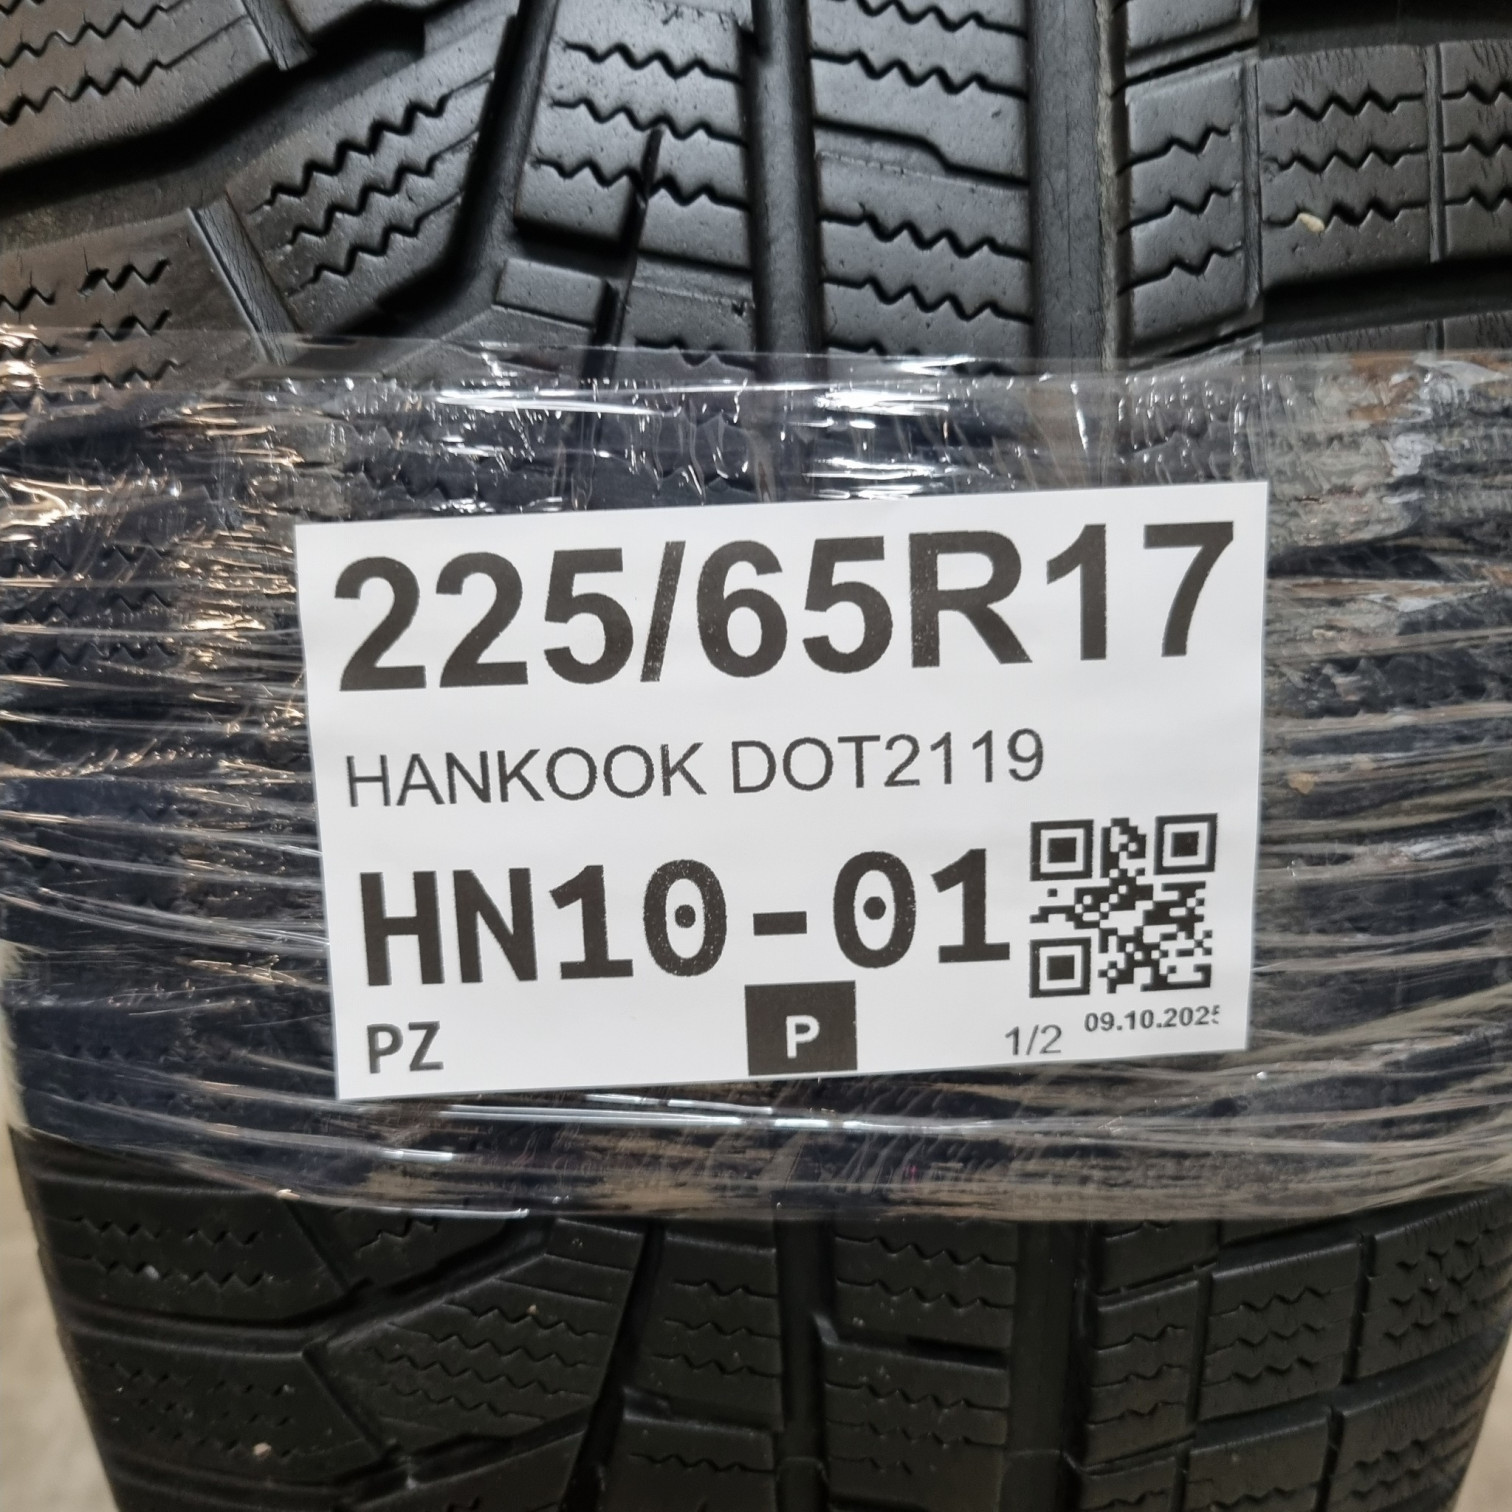 225/65R17
HANKOOK DOT2119
HN10-01
PZ P 1/2 09.10.2025